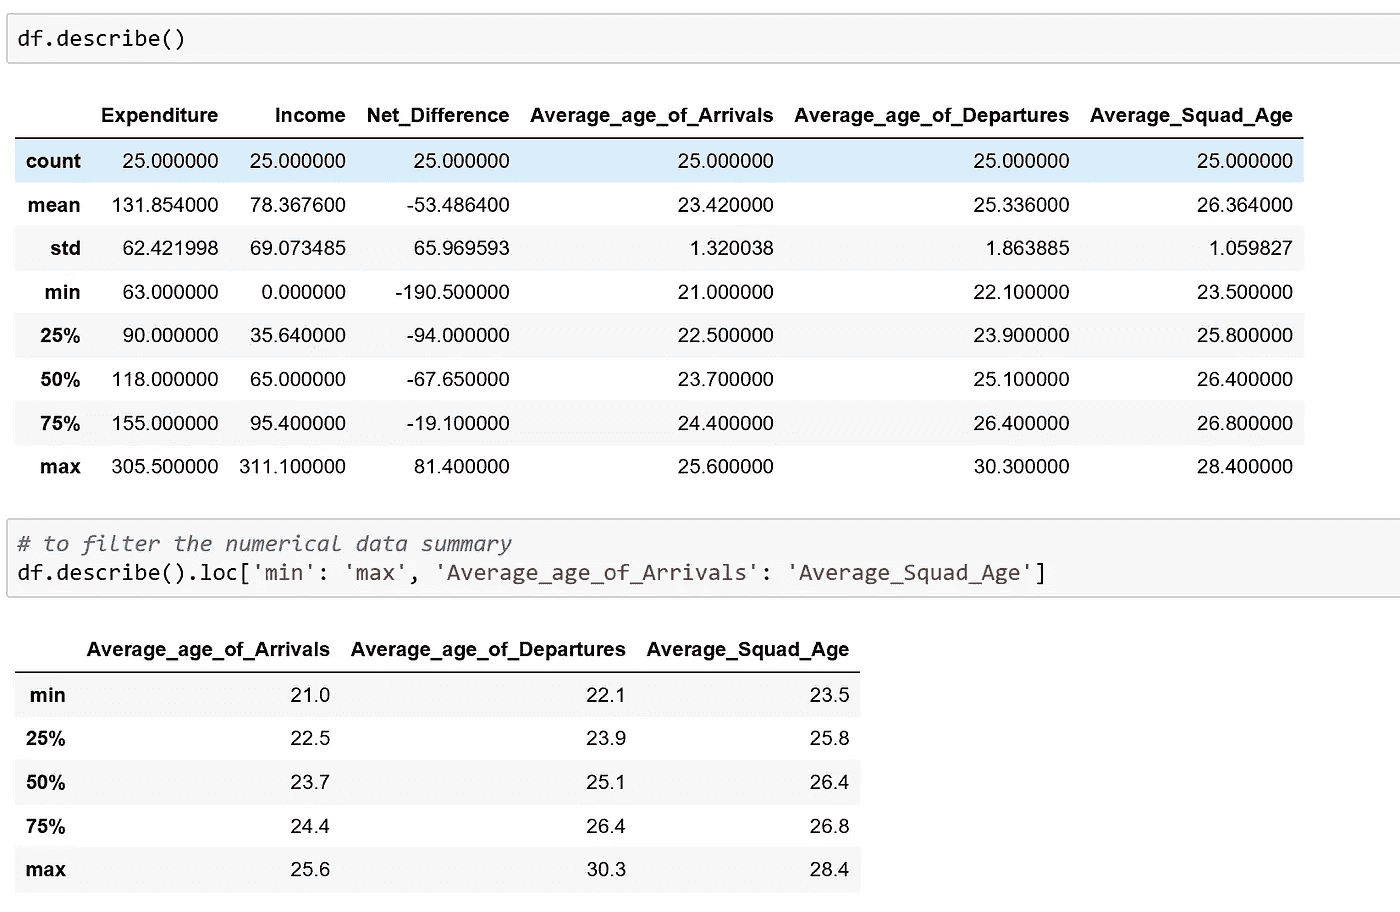 df.describe()
Expenditure Income Net_Difference Average_age_of_Arrivals Average_age_of_Departures Average_Squad_Age
count 25.000000 25.000000 25.000000 25.000000 25.000000 25.000000
mean 131.854000 78.367600 -53.486400 23.420000 25.336000 26.364000
std 62.421998 69.073485 65.969593 1.320038 1.863885 1.059827
min 63.000000 0.000000 -190.500000 21.000000 22.100000 23.500000
25% 90.000000 35.640000 -94.000000 22.500000 23.900000 25.800000
50% 118.000000 65.000000 -67.650000 23.700000 25.100000 26.400000
75% 155.000000 95.400000 -19.100000 24.400000 26.400000 26.800000
max 305.500000 311.100000 81.400000 25.600000 30.300000 28.400000
# to filter the numerical data summary
df.describe().loc['min': 'max', 'Average_age_of_Arrivals': 'Average_Squad_Age']
Average_age_of_Arrivals Average_age_of_Departures Average_Squad_Age
min 21.0 22.1 23.5
25% 22.5 23.9 25.8
50% 23.7 25.1 26.4
75% 24.4 26.4 26.8
max 25.6 30.3 28.4